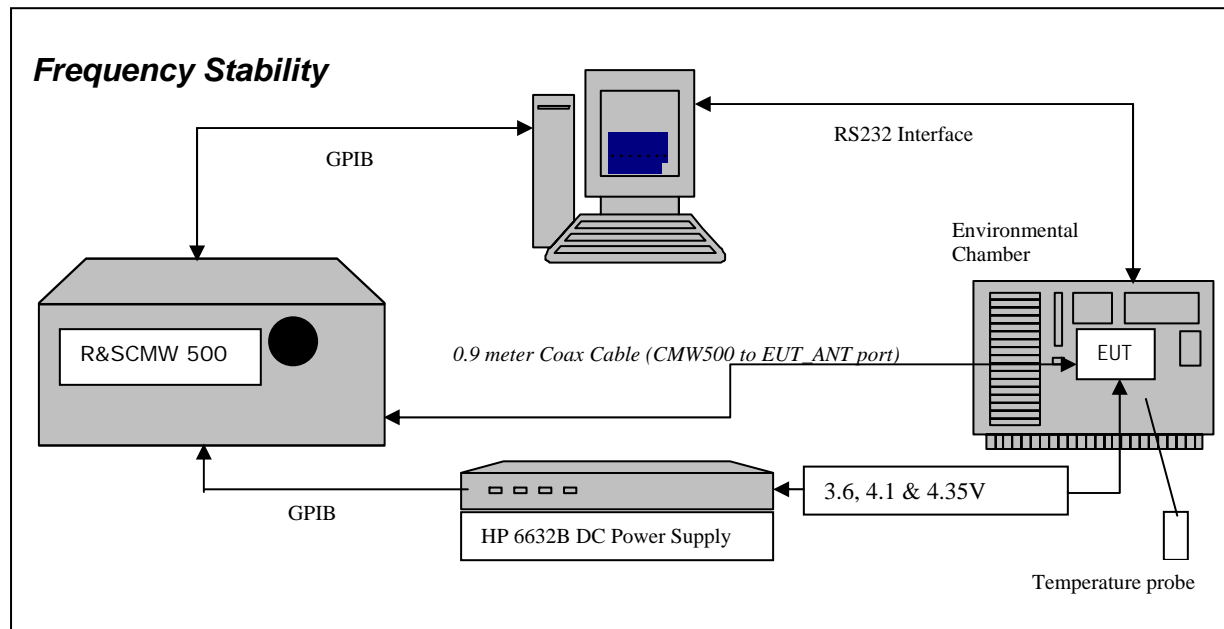 Frequency Stability
GPIB
RS232 Interface
Environmental
Chamber
R&SCMW 500
0.9 meter Coax Cable (CMW500 to EUT_ANT port)
EUT
3.6, 4.1 & 4.35V
GPIB
HP 6632B DC Power Supply
Temperature probe